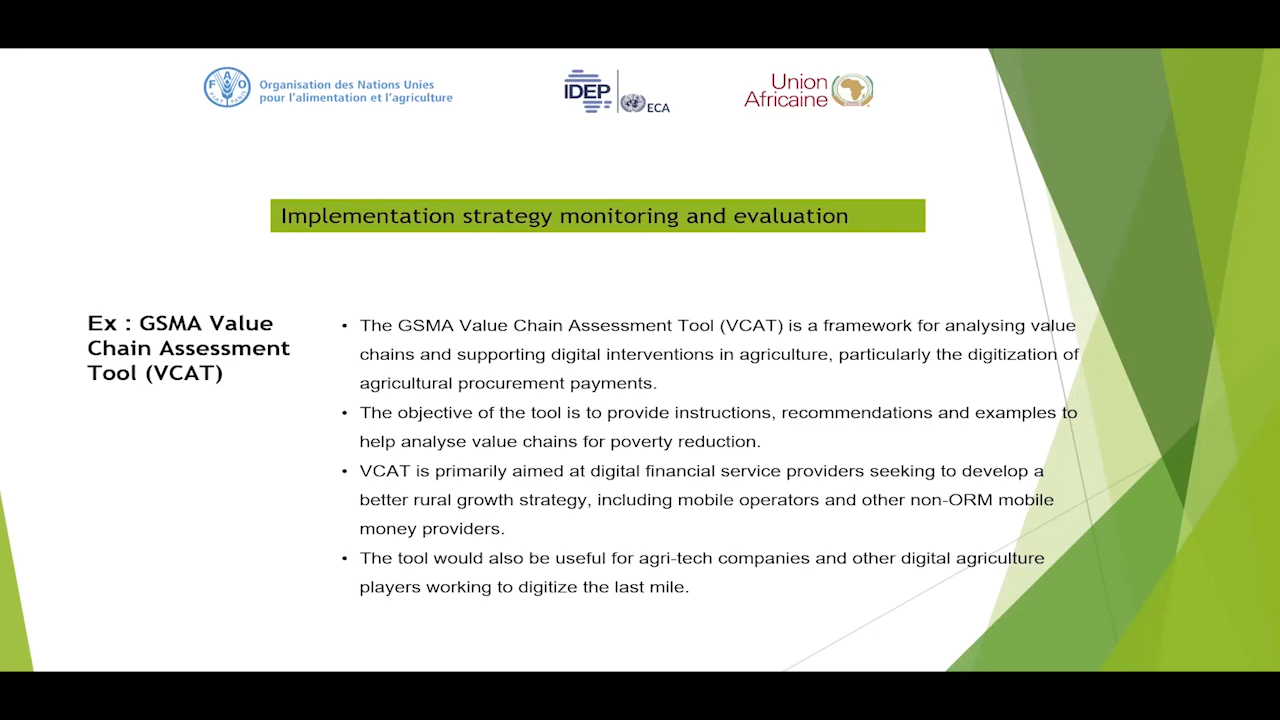 FAO
FIAT PANIS
Organisation des Nations Unies
pour l'alimentation et l'agriculture
IDEP
ECA
Union
Africaine
Implementation strategy monitoring and evaluation
Ex : GSMA Value
Chain Assessment
Tool (VCAT)
• The GSMA Value Chain Assessment Tool (VCAT) is a framework for analysing value
chains and supporting digital interventions in agriculture, particularly the digitization of
agricultural procurement payments.
• The objective of the tool is to provide instructions, recommendations and examples to
help analyse value chains for poverty reduction.
• VCAT is primarily aimed at digital financial service providers seeking to develop a
better rural growth strategy, including mobile operators and other non-ORM mobile
money providers.
• The tool would also be useful for agri-tech companies and other digital agriculture
players working to digitize the last mile.